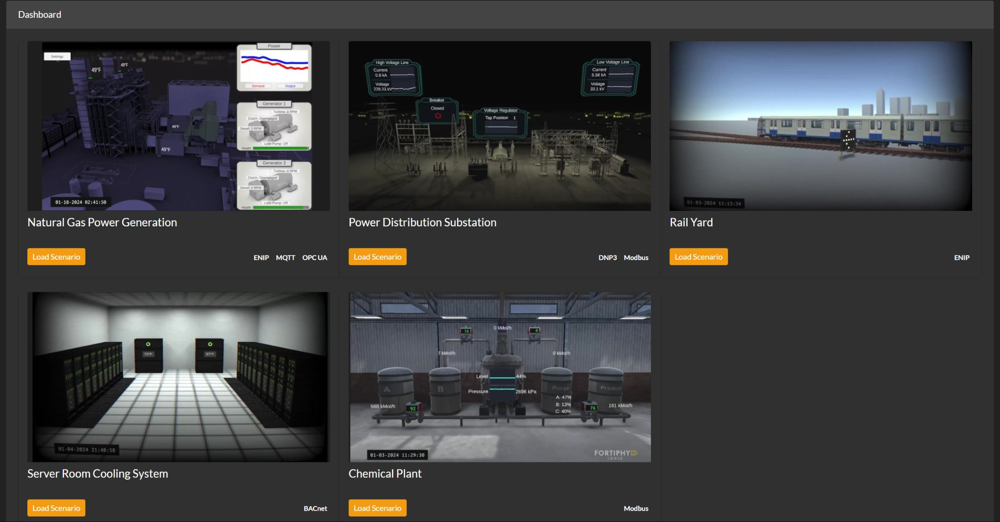 Dashboard
Settings
49°F
49°F
49°F
49°F
01-18-2024 02:41:50
Power
Demand Output
Generator 1
Turbine: 0 RPM
Clutch: Disengaged
Diesel: 0 RPM
Lube Pump: Off
Health
Generator 2
Turbine: 0 RPM
Clutch: Disengaged
Diesel: 0 RPM
Lube Pump: Off
Health
Natural Gas Power Generation
Load Scenario ENIP MQTT OPC UA
High Voltage Line
Current
0.8 kA
Voltage
229.23 kV
Breaker
Closed
Voltage Regulator
Tap Position 1
Low Voltage Line
Current
5.56 kA
Voltage
33.1 kV
Power Distribution Substation
Load Scenario DNP3 Modbus
01-03-2024 11:13:34
Rail Yard
Load Scenario ENIP
70°F
67°F
01-04-2024 21:48:58
Server Room Cooling System
Load Scenario BACnet
16
0 kMol/h
0
7 kMol/h
0 kMol/h
Level 44%
Pressure 2696 kPa
A
B
Purge
Product
A: 47%
B: 13%
C: 40%
588 kMol/h
92
76
161 kMol/h
01-03-2024 11:29:30
FORTIPHYD
LOGIC
Chemical Plant
Load Scenario Modbus